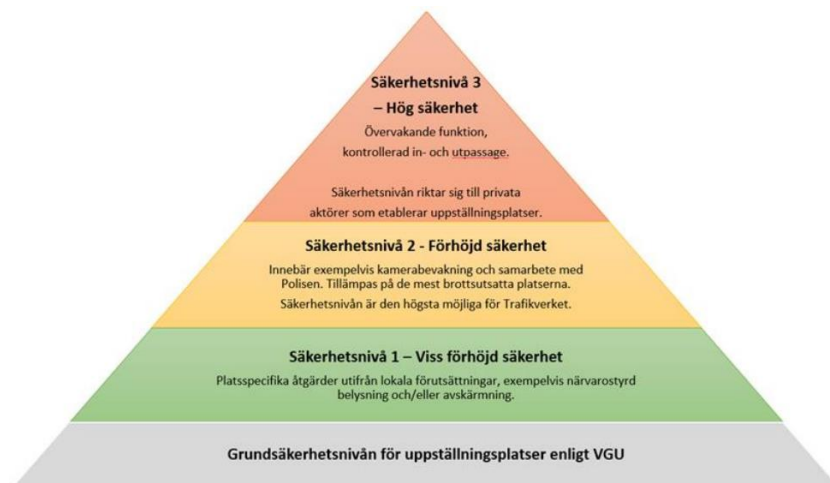 Säkerhetsnivå 3
– Hög säkerhet
Övervakande funktion,
kontrollerad in- och utpassage.
Säkerhetsnivån riktar sig till privata
aktörer som etablerar uppställningsplatser.
Säkerhetsnivå 2 - Förhöjd säkerhet
Innebär exempelvis kamerabevakning och samarbete med
Polisen. Tillämpas på de mest brottsutsatta platserna.
Säkerhetsnivån är den högsta möjliga för Trafikverket.
Säkerhetsnivå 1 – Viss förhöjd säkerhet
Platsspecifika åtgärder utifrån lokala förutsättningar, exempelvis närvarostyrd
belysning och/eller avskärmning.
Grundsäkerhetsnivån för uppställningsplatser enligt VGU